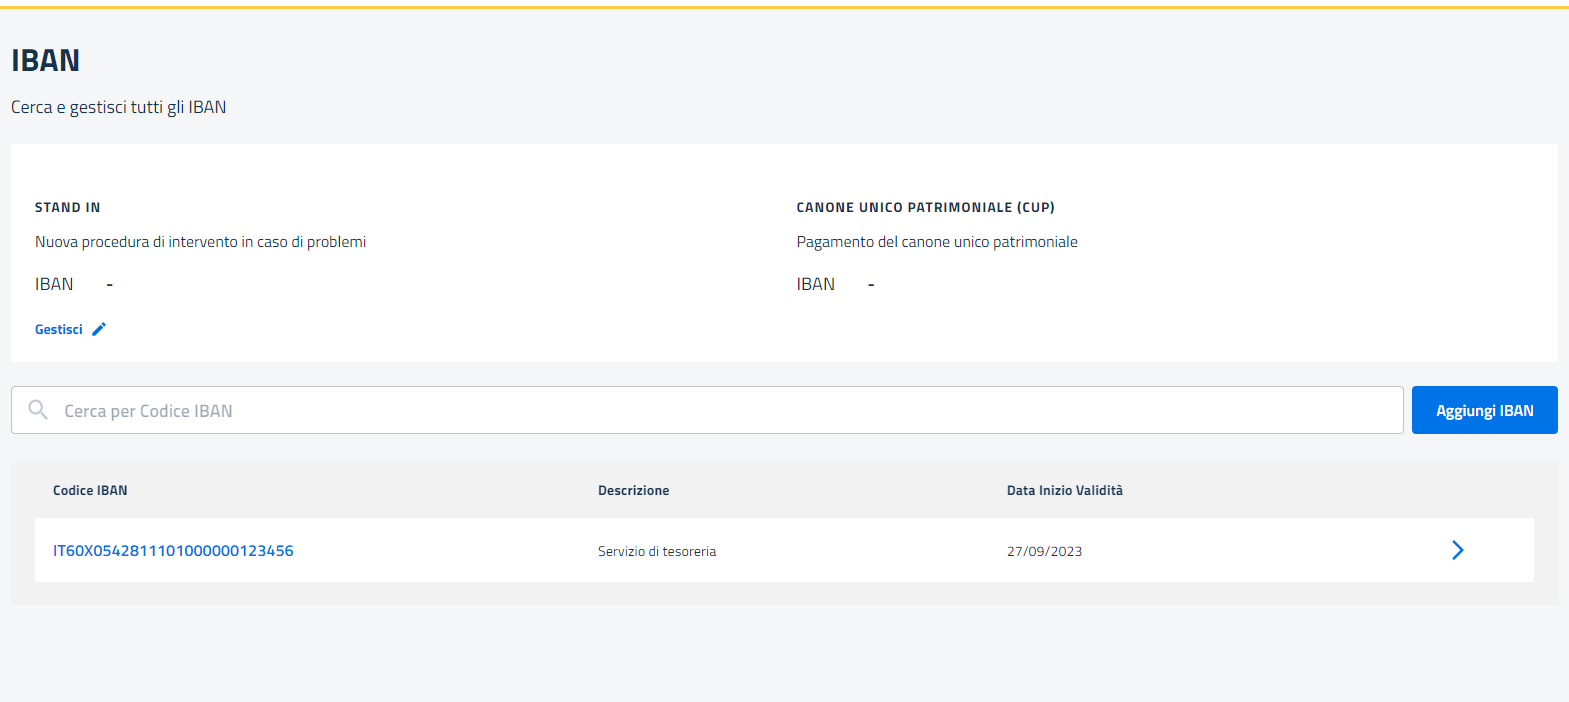 IBAN
Cerca e gestisci tutti gli IBAN
STAND IN
Nuova procedura di intervento in caso di problemi
IBAN -
Gestisci
CANONE UNICO PATRIMONIALE (CUP)
Pagamento del canone unico patrimoniale
IBAN -
Cerca per Codice IBAN
Aggiungi IBAN
Codice IBAN Descrizione Data Inizio Validità
IT60X0542811101000000123456 Servizio di tesoreria 27/09/2023